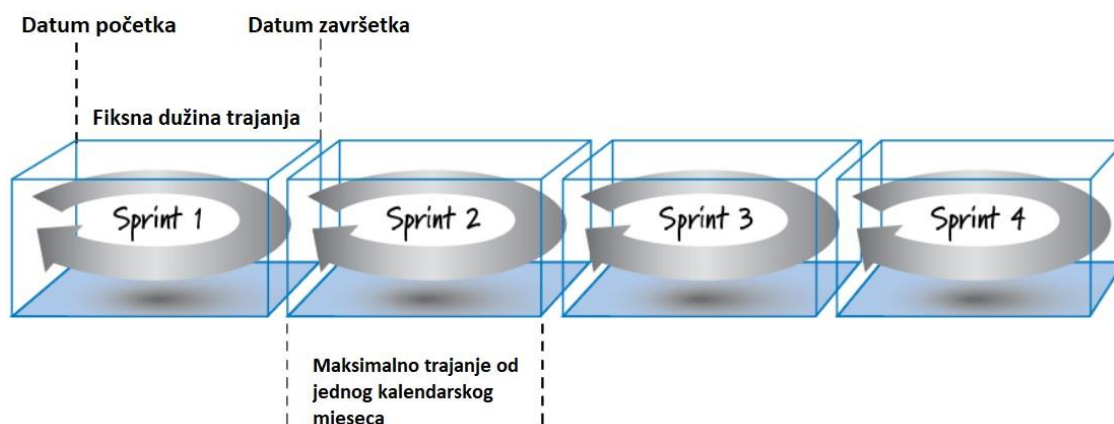 Datum početka
Datum završetka
Fiksna dužina trajanja
Sprint 1
Sprint 2
Sprint 3
Sprint 4
Maksimalno trajanje od
jednog kalendarskog
mjeseca